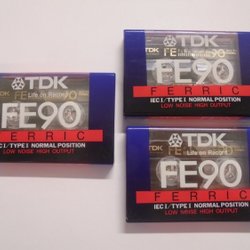 TDK
Life on Record
FE90
FERRIC
IEC I / TYPE I NORMAL POSITION
LOW NOISE HIGH OUTPUT
TDK
FE 90
FE90
FERRIC
IEC I / TYPE I NORMAL POSITION
LOW NOISE HIGH OUTPUT
TDK
Life on Record
FE90
FERRIC
IEC I / TYPE I NORMAL POSITION
LOW NOISE HIGH OUTPUT